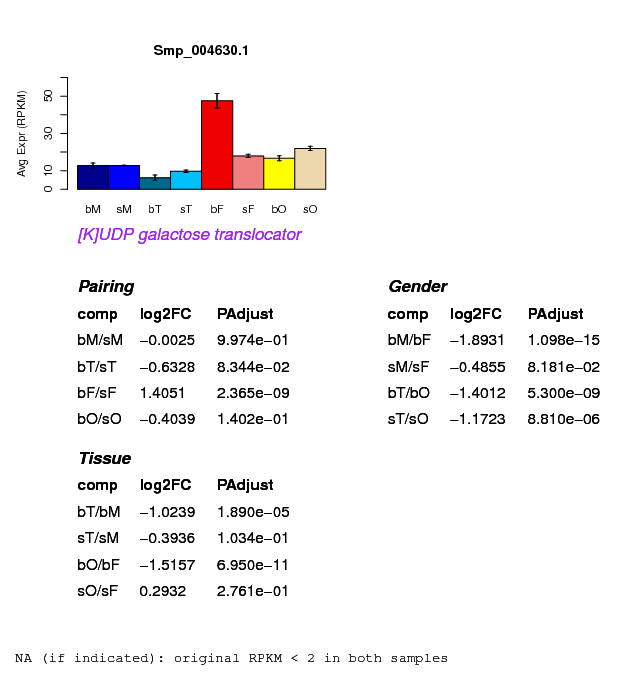 Smp_004630.1
Avg Expr (RPKM)
50
30
10
0
bM sM bT sT bF sF bO sO
[K]UDP galactose translocator
Pairing
comp log2FC PAdjust
bM/sM −0.0025 9.974e−01
bT/sT −0.6328 8.344e−02
bF/sF 1.4051 2.365e−09
bO/sO −0.4039 1.402e−01
Gender
comp log2FC PAdjust
bM/bF −1.8931 1.098e−15
sM/sF −0.4855 8.181e−02
bT/bO −1.4012 5.300e−09
sT/sO −1.1723 8.810e−06
Tissue
comp log2FC PAdjust
bT/bM −1.0239 1.890e−05
sT/sM −0.3936 1.034e−01
bO/bF −1.5157 6.950e−11
sO/sF 0.2932 2.761e−01
NA (if indicated): original RPKM < 2 in both samples